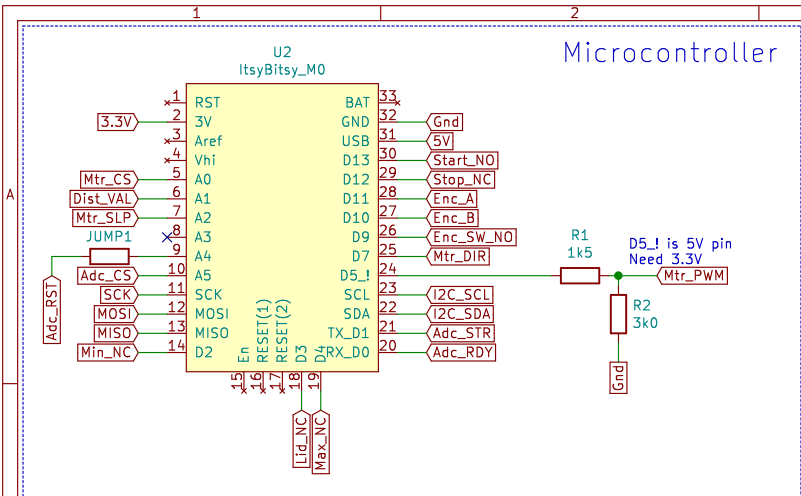 1
2
Microcontroller
A
U2
ItsyBitsy_M0
1
RST
2
3V
3.3V
3
Aref
4
Vhi
5
A0
Mtr_CS
6
A1
Dist_VAL
7
A2
Mtr_SLP
8
A3
JUMP1
9
A4
Adc_RST
10
A5
Adc_CS
11
SCK
SCK
12
MOSI
MOSI
13
MISO
MISO
14
D2
Min_NC
En
15
RESET(1)
16
RESET(2)
17
D3
18
Lid_NC
D4
19
Max_NC
BAT
33
GND
32
Gnd
USB
31
5V
D13
30
Start_NO
D12
29
Stop_NC
D11
28
Enc_A
D10
27
Enc_B
D9
26
Enc_SW_NO
D7
25
Mtr_DIR
D5_!
24
SCL
23
I2C_SCL
SDA
22
I2C_SDA
TX_D1
21
Adc_STR
RX_D0
20
Adc_RDY
R1
1k5
D5_! is 5V pin
Need 3.3V
Mtr_PWM
R2
3k0
Gnd